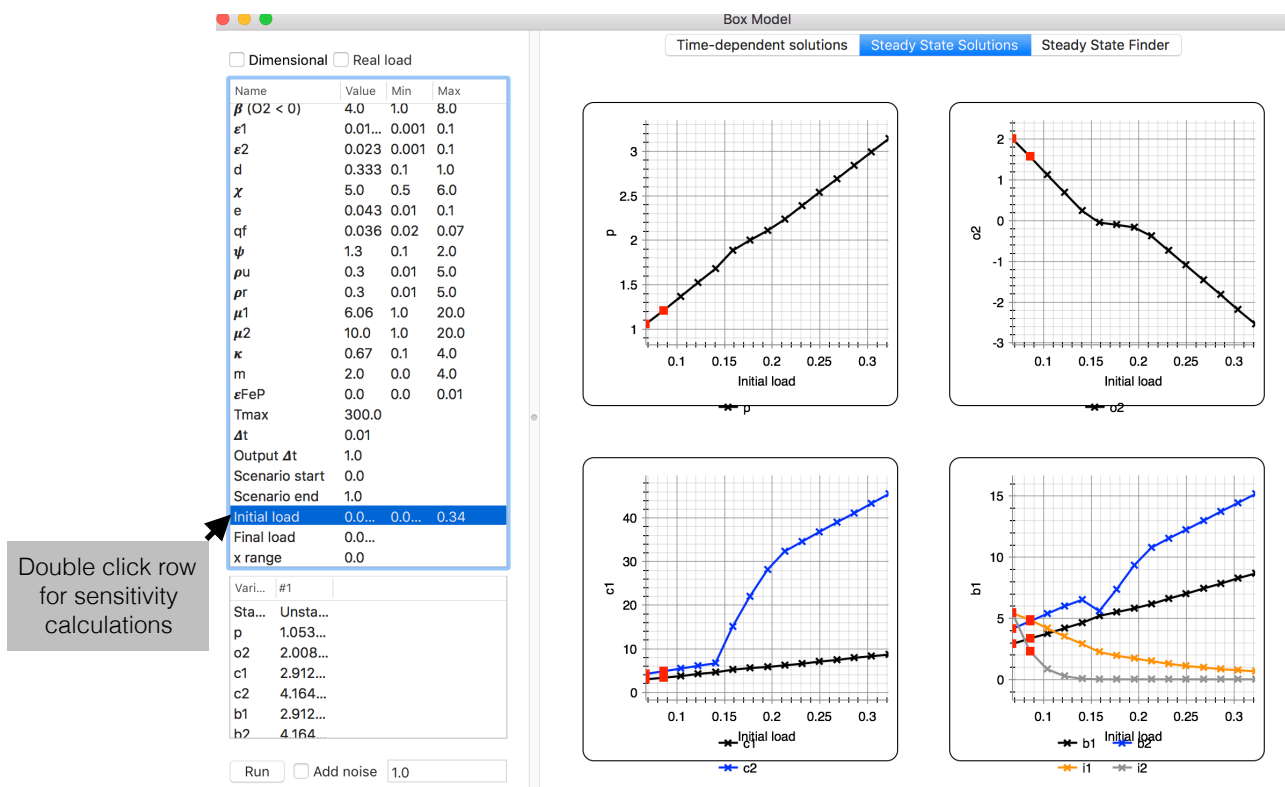 Box Model
Time-dependent solutions Steady State Solutions Steady State Finder
Dimensional Real load
Name Value Min Max
β (O2 < 0) 4.0 1.0 8.0
ε1 0.01... 0.001 0.1
ε2 0.023 0.001 0.1
d 0.333 0.1 1.0
χ 5.0 0.5 6.0
e 0.043 0.01 0.1
qf 0.036 0.02 0.07
ψ 1.3 0.1 2.0
ρu 0.3 0.01 5.0
ρr 0.3 0.01 5.0
μ1 6.06 1.0 20.0
μ2 10.0 1.0 20.0
κ 0.67 0.1 4.0
m 2.0 0.0 4.0
εFeP 0.0 0.0 0.01
Tmax 300.0
Δt 0.01
Output Δt 1.0
Scenario start 0.0
Scenario end 1.0
Initial load 0.0... 0.0... 0.34
Final load 0.0...
x range 0.0
Double click row
for sensitivity
calculations
Vari... #1
Sta... Unsta...
p 1.053...
o2 2.008...
c1 2.912...
c2 4.164...
b1 2.912...
b2 4.164...
Run Add noise 1.0
p
3
2.5
2
1.5
1
0.1 0.15 0.2 0.25 0.3
Initial load
p
o2
2
1
0
-1
-2
-3
0.1 0.15 0.2 0.25 0.3
Initial load
o2
c1
40
30
20
10
0
0.1 0.15 0.2 0.25 0.3
Initial load
c1
c2
b1
15
10
5
0
0.1 0.15 0.2 0.25 0.3
Initial load
b1 b2
i1 i2